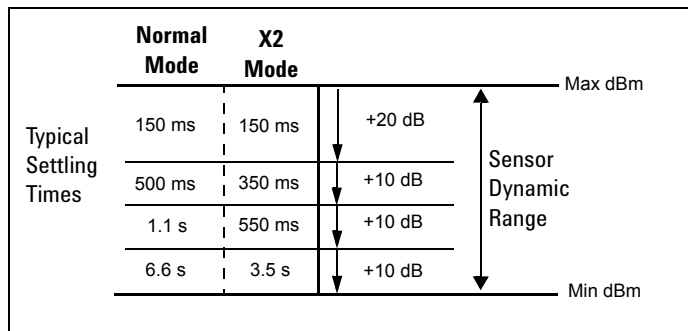 Normal Mode
X2 Mode
Max dBm
Typical Settling Times
150 ms
150 ms
+20 dB
500 ms
350 ms
+10 dB
Sensor Dynamic Range
1.1 s
550 ms
+10 dB
6.6 s
3.5 s
+10 dB
Min dBm